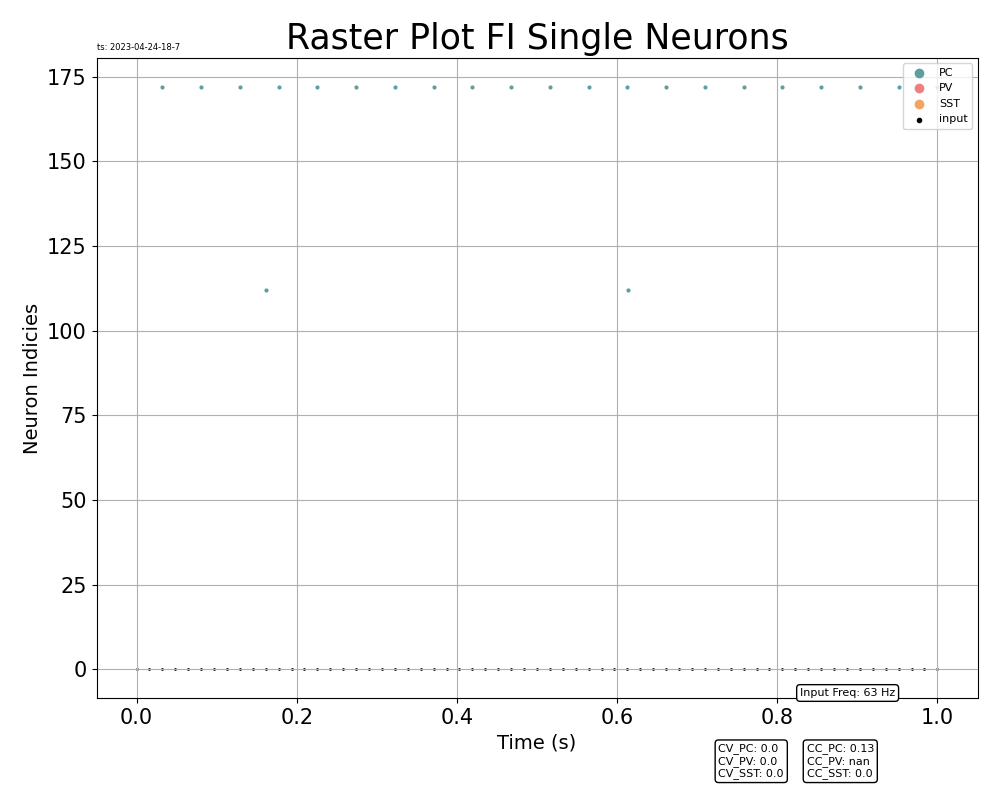 Raster Plot FI Single Neurons
ts: 2023-04-24-18-7
PC
PV
SST
input
175
150
125
100
75
50
25
0
Neuron Indicies
0.0 0.2 0.4 0.6 0.8 1.0
Time (s)
Input Freq: 63 Hz
CV_PC: 0.0
CV_PV: 0.0
CV_SST: 0.0
CC_PC: 0.13
CC_PV: nan
CC_SST: 0.0